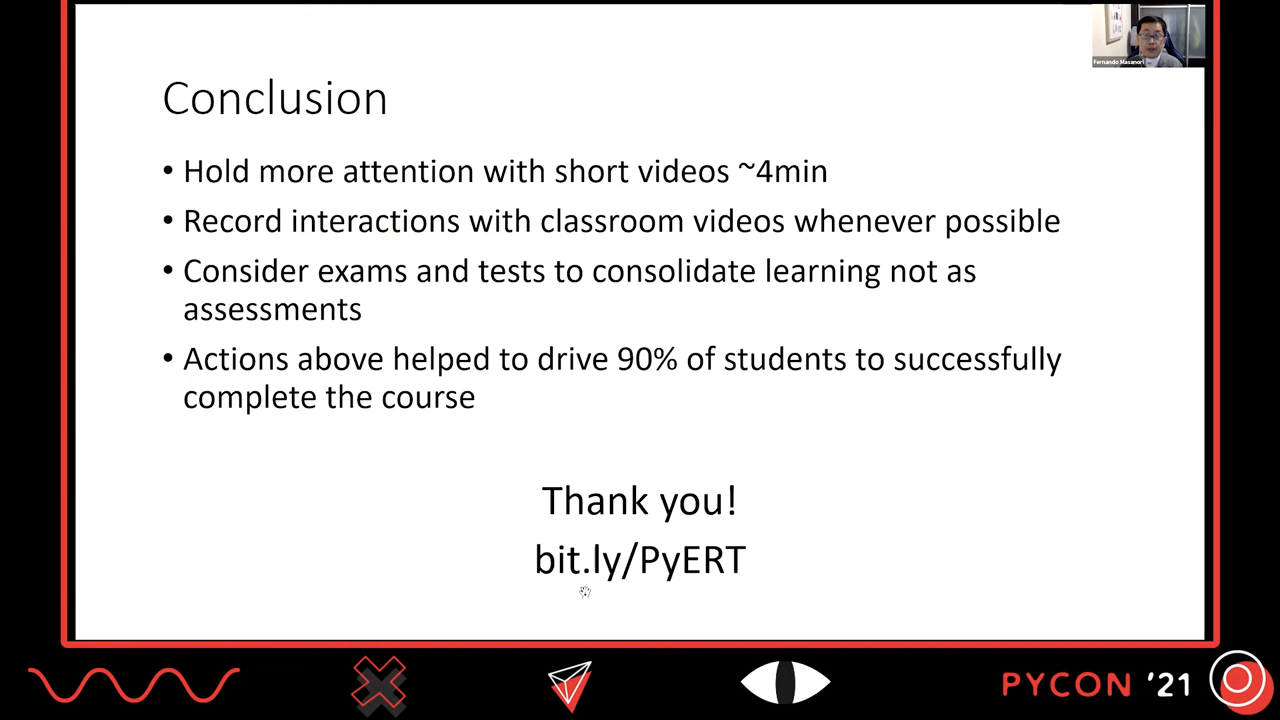 Fernando Masanori
Conclusion
• Hold more attention with short videos ~4min
• Record interactions with classroom videos whenever possible
• Consider exams and tests to consolidate learning not as
assessments
• Actions above helped to drive 90% of students to successfully
complete the course
Thank you!
bit.ly/PyERT
PYCON '21